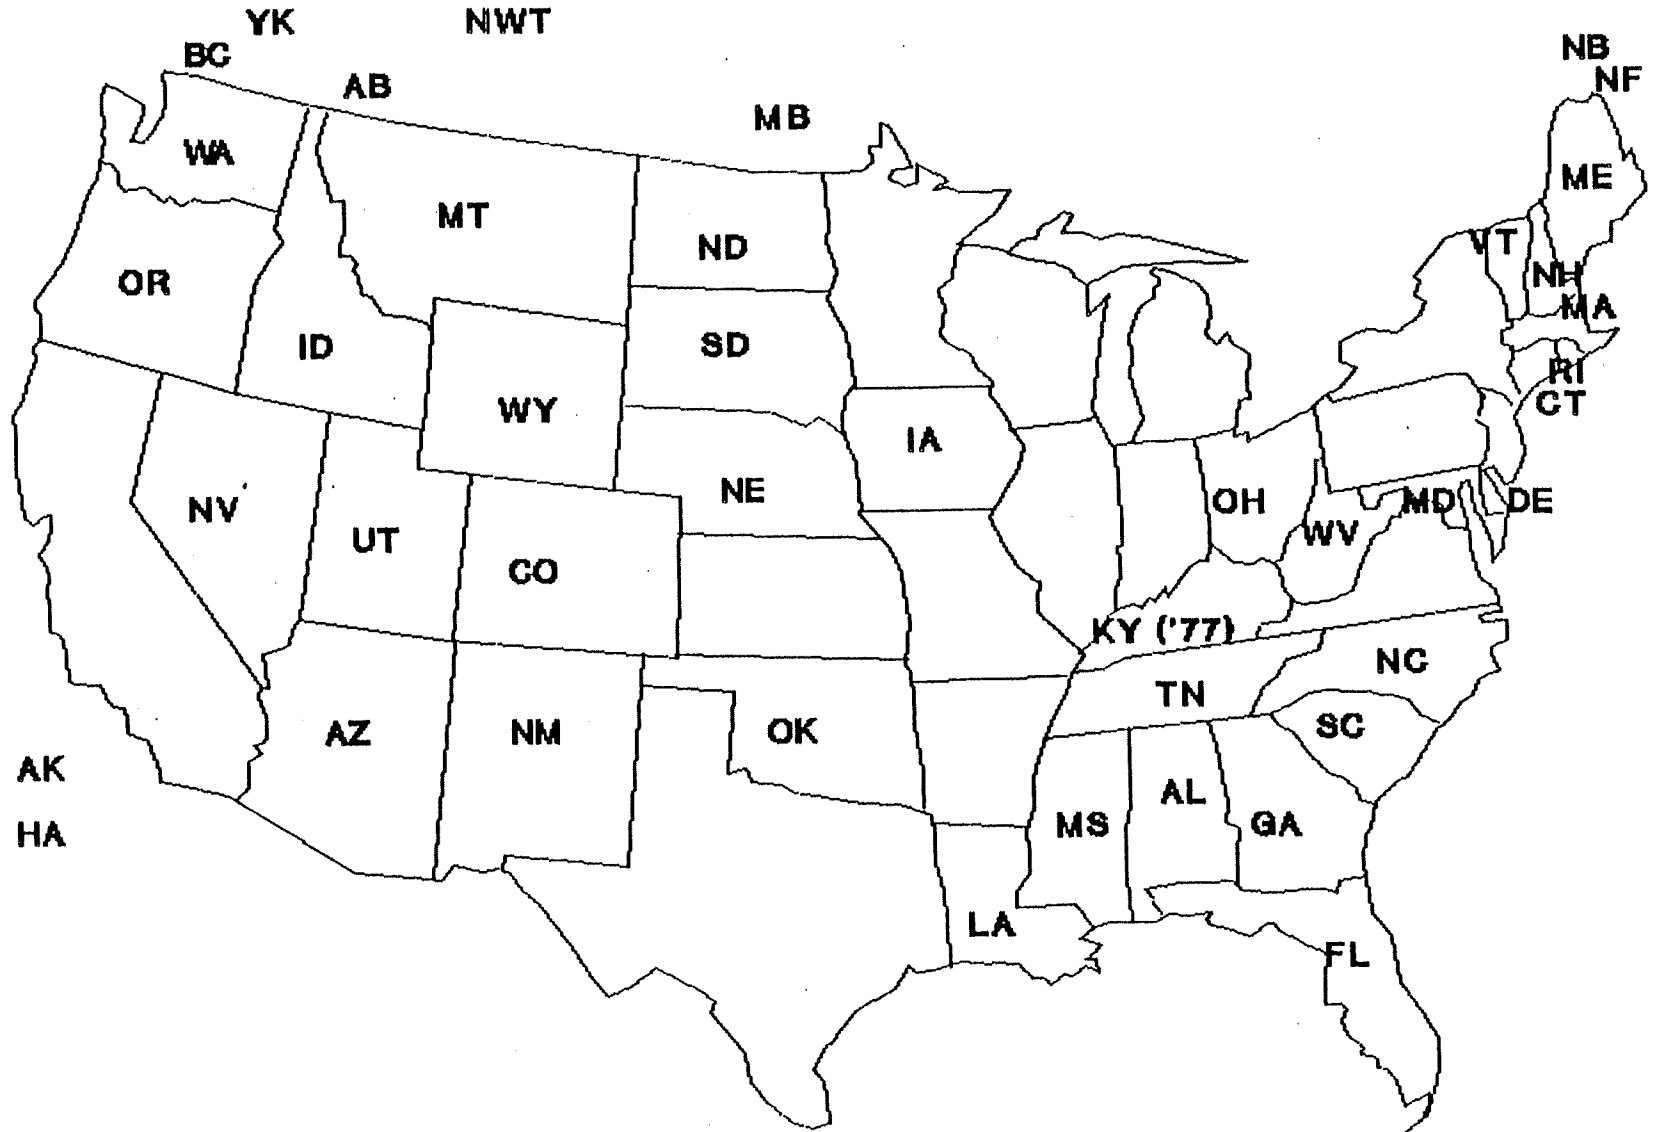 YK NWT
BC
NB
NF
AB
MB
WA
ME
MT
ND
VT
OR
NH
MA
ID
SD
RI
CT
WY
IA
NE
NV
OH
MD
DE
WV
UT
CO
KY ('77)
NC
TN
AZ
NM
OK
SC
AK
AL
MS
GA
HA
LA
FL